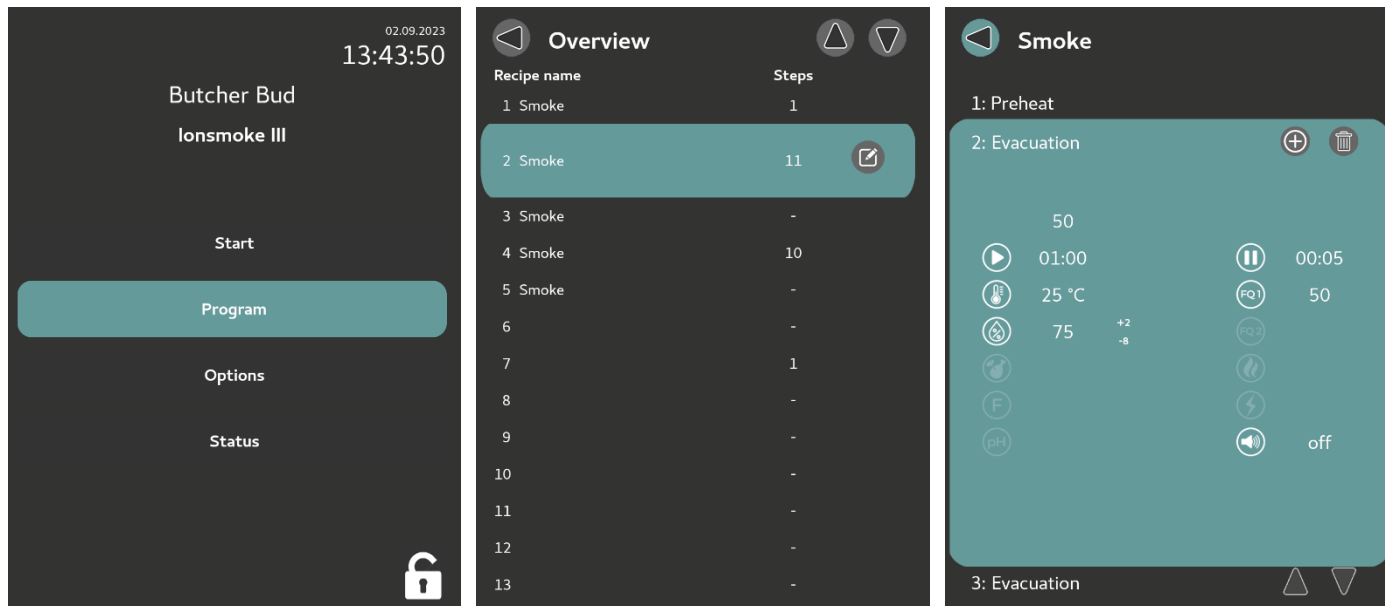 02.09.2023
13:43:50
Butcher Bud
Ionsmoke III
Start
Program
Options
Status
Overview
Recipe name Steps
1 Smoke 1
2 Smoke 11
3 Smoke -
4 Smoke 10
5 Smoke -
6 -
7 1
8 -
9 -
10 -
11 -
12 -
13 -
Smoke
1: Preheat
2: Evacuation
50
01:00 00:05
25 °C FQ1 50
75 +2 -8 FQ2
F
pH off
3: Evacuation